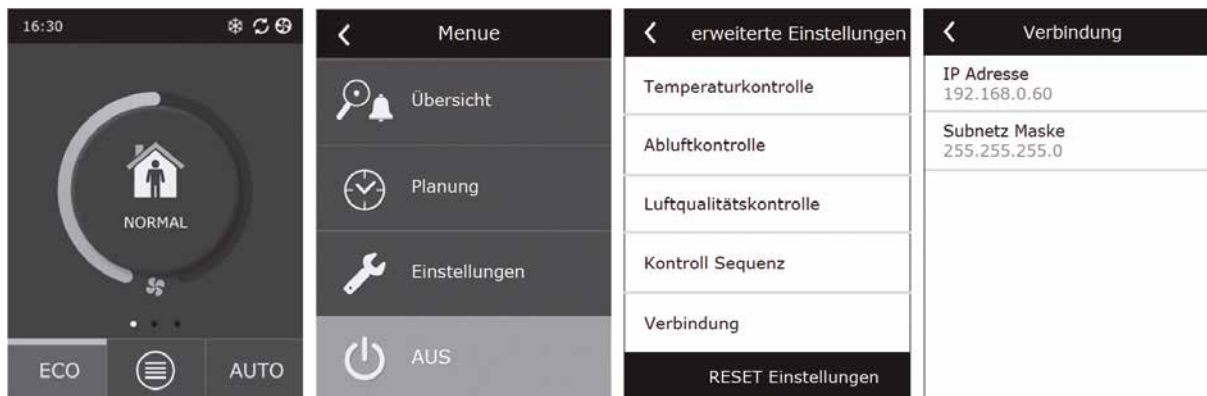 16:30
NORMAL
ECO
AUTO
Menue
Übersicht
Planung
Einstellungen
AUS
erweiterte Einstellungen
Temperaturkontrolle
Abluftkontrolle
Luftqualitätskontrolle
Kontroll Sequenz
Verbindung
RESET Einstellungen
Verbindung
IP Adresse
192.168.0.60
Subnetz Maske
255.255.255.0